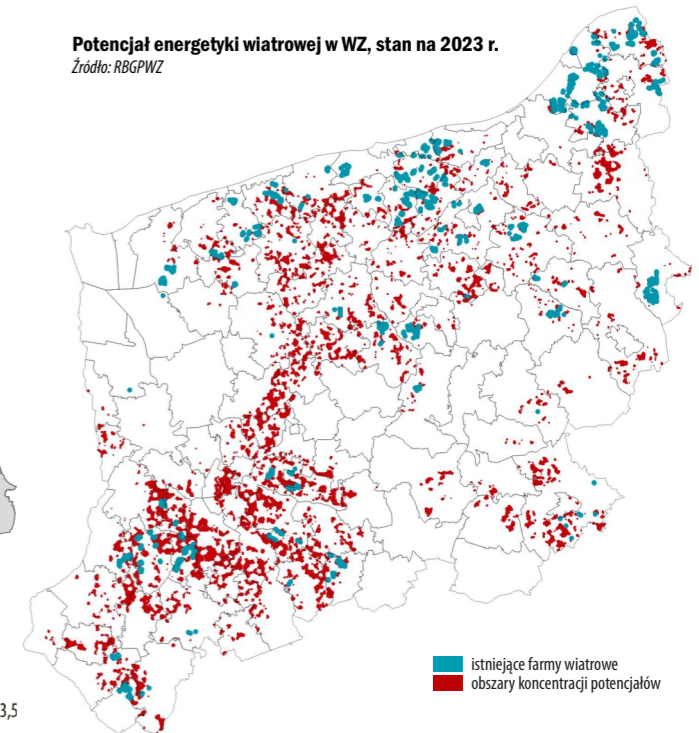 Potencjał energetyki wiatrowej w WZ, stan na 2023 r.
Źródło: RBGPWZ
istniejące farmy wiatrowe
obszary koncentracji potencjałów
3,5